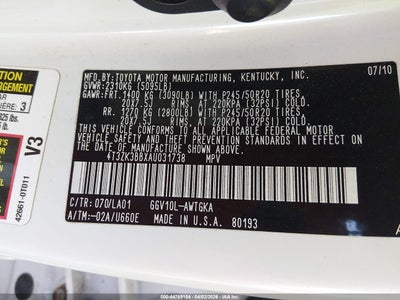 MFD. BY: TOYOTA MOTOR MANUFACTURING, KENTUCKY, INC. 07/10
GVWR: 2310KG (5095LB)
GAWR: FRT. 1400 KG (3090LB) WITH P245/50R20 TIRES
20X7.5J RIMS, AT 220KPA (32PSI) COLD.
RR. 1270 KG (2800LB) WITH P245/50R20 TIRES
20X7.5J RIMS, AT 220KPA (32PSI) COLD.
THIS VEHICLE CONFORMS TO ALL APPLICABLE FEDERAL MOTOR
VEHICLE SAFETY, BUMPER, AND THEFT PREVENTION STANDARDS
IN EFFECT ON THE DATE OF MANUFACTURE SHOWN ABOVE.
4T3ZK3BBXAU031738 MPV
C/TR: 070/LA01 GGV10L-AWTGKA
A/TM: -02A/U660E MADE IN U.S.A. 80193
3
V3
42661-0T011